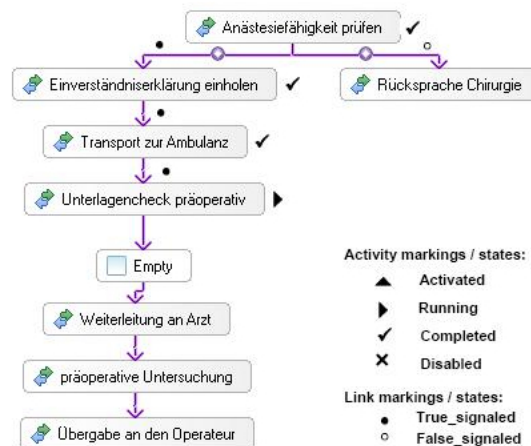 Anästesiefähigkeit prüfen
Einverständniserklärung einholen
Rücksprache Chirurgie
Transport zur Ambulanz
Unterlagencheck präoperativ
Empty
Weiterleitung an Arzt
präoperative Untersuchung
Übergabe an den Operateur
Activity markings / states:
Activated
Running
Completed
Disabled
Link markings / states:
True_signaled
False_signaled